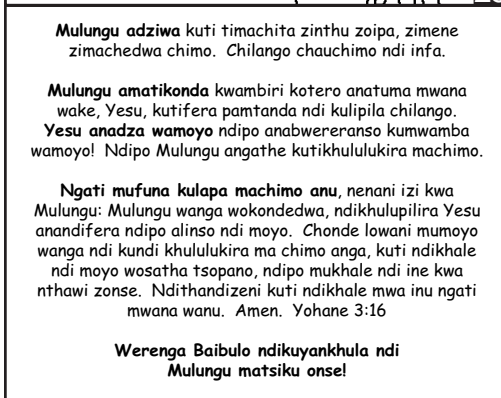 Mulungu adziwa kuti timachita zinthu zoipa, zimene
zimachedwa chimo. Chilango chauchimo ndi infa.
Mulungu amatikonda kwambiri kotero anatuma mwana
wake, Yesu, kutifera pamtanda ndi kulipila chilango.
Yesu anadza wamoyo ndipo anabwereranso kumwamba
wamoyo! Ndipo Mulungu angathe kutikhululukira machimo.
Ngati mufuna kulapa machimo anu, nenani izi kwa
Mulungu: Mulungu wanga wokondedwa, ndikhulupilira Yesu
anandifera ndipo alinso ndi moyo. Chonde lowani mumoyo
wanga ndi kundi khululukira ma chimo anga, kuti ndikhale
ndi moyo wosatha tsopano, ndipo mukhale ndi ine kwa
nthawi zonse. Ndithandizeni kuti ndikhale mwa inu ngati
mwana wanu. Amen. Yohane 3:16
Werenga Baibulo ndikuyankhula ndi
Mulungu matsiku onse!